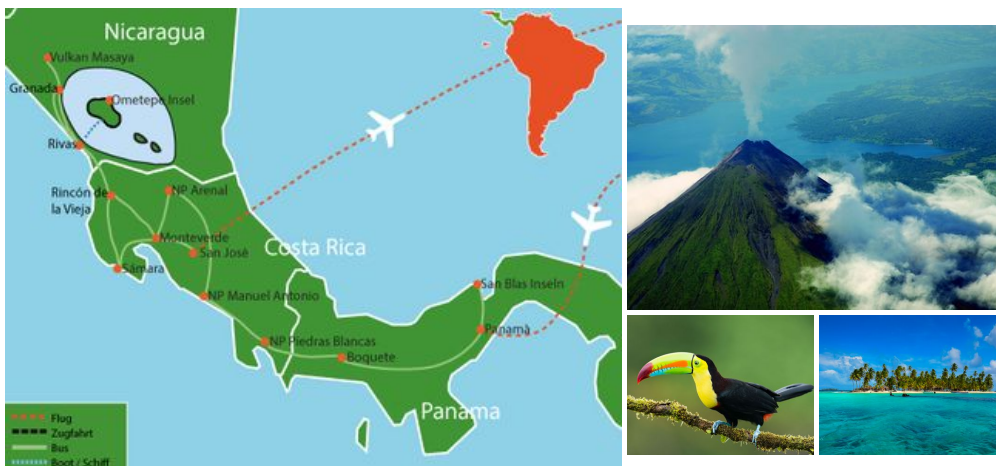 Nicaragua
Vulkan Masaya
Granada
Ometepe Insel
Rivas
Rincón de
la Vieja
NP Arenal
Monteverde
San José
Costa Rica
Sámara
NP Manuel Antonio
San Blas Inseln
NP Piedras Blancas
Panamà
Boquete
Panama
Flug
Zugfahrt
Bus
Boot / Schiff